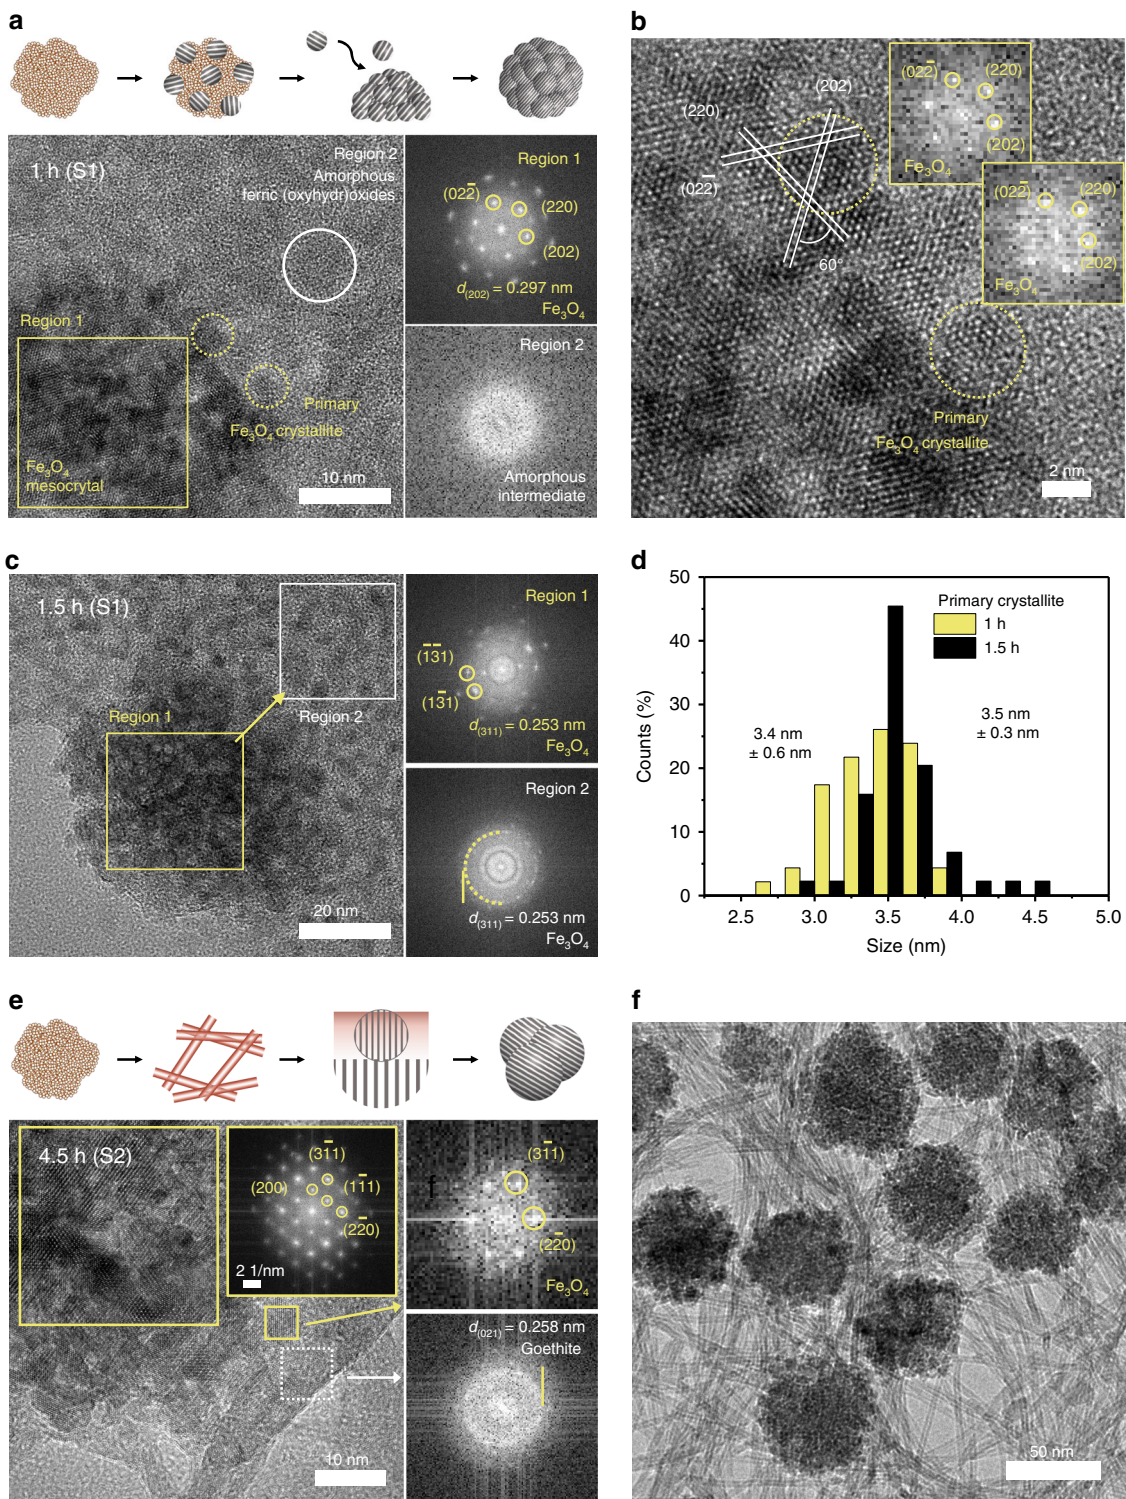 a
1 h (S1)
Region 2
Amorphous
ferric (oxyhydr)oxides
Region 1
Fe₃O₄
mesocrytal
Primary
Fe₃O₄ crystallite
10 nm
Region 1
(022̅)
(220)
(202)
d(202) = 0.297 nm
Fe₃O₄
Region 2
Amorphous
intermediate
b
(220)
(202)
(022̅)
60°
(022̅)
(220)
(202)
Fe₃O₄
(022̅)
(220)
(202)
Fe₃O₄
Primary
Fe₃O₄ crystallite
2 nm
c
1.5 h (S1)
Region 1
Region 2
20 nm
Region 1
(1̅3̅1)
(13̅1)
d(311) = 0.253 nm
Fe₃O₄
Region 2
d(311) = 0.253 nm
Fe₃O₄
d
50
40
30
20
10
0
Counts (%)
Primary crystallite
1 h
1.5 h
3.4 nm
± 0.6 nm
3.5 nm
± 0.3 nm
2.5
3.0
3.5
4.0
4.5
5.0
Size (nm)
e
4.5 h (S2)
(31̅1)
(200)
(11̅1)
(22̅0)
2 1/nm
10 nm
f
(31̅1)
(22̅0)
Fe₃O₄
d(021) = 0.258 nm
Goethite
f
50 nm